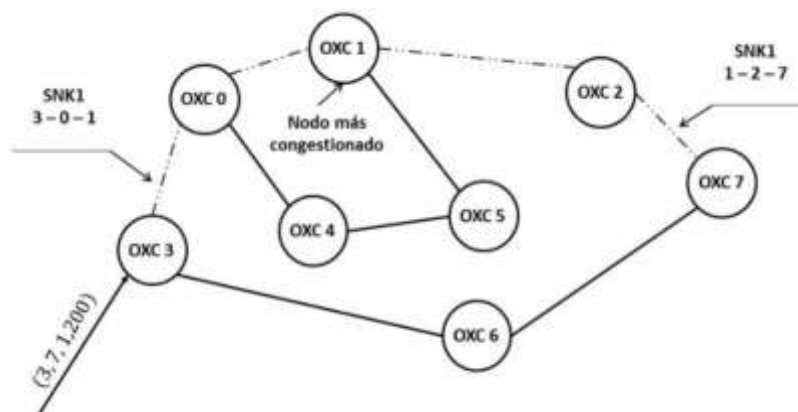 OXC 1
SNK1
1 – 2 – 7
SNK1
3 – 0 – 1
OXC 0
OXC 2
Nodo más
congestionado
OXC 7
OXC 5
OXC 4
OXC 3
(3, 7, 1,200)
OXC 6